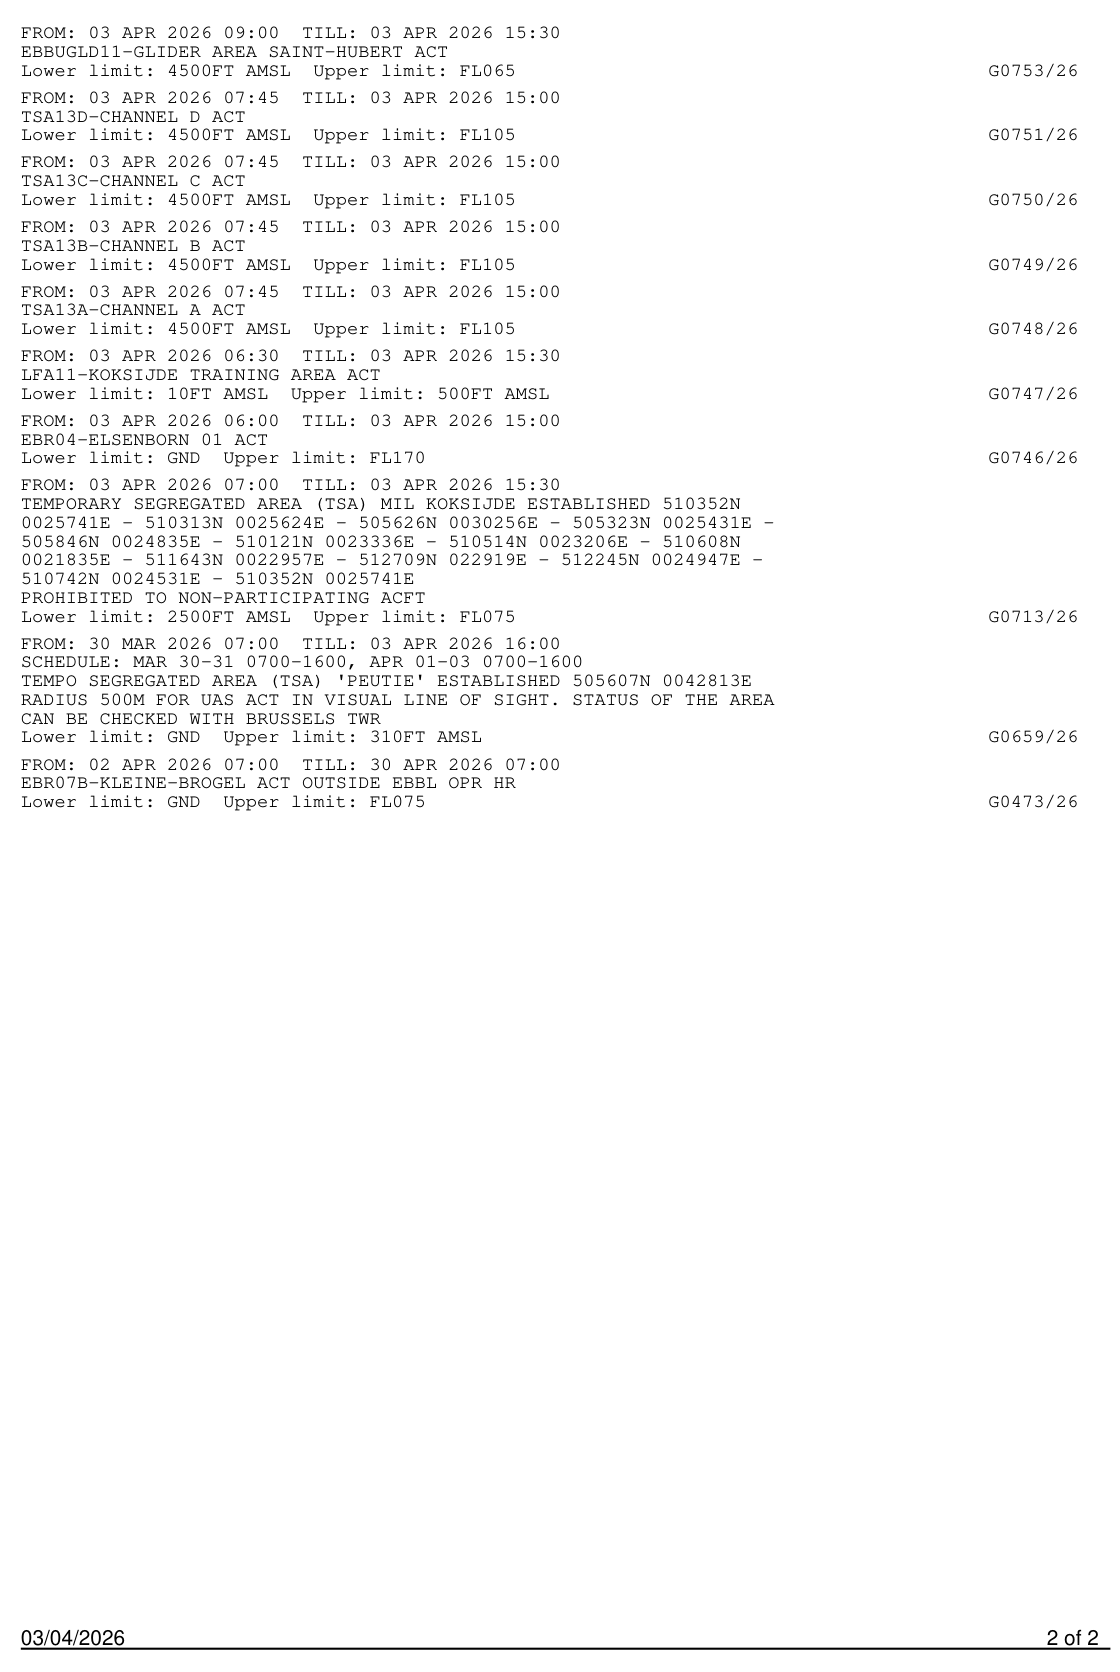 FROM: 03 APR 2026 09:00  TILL: 03 APR 2026 15:30
EBBUGLD11-GLIDER AREA SAINT-HUBERT ACT
Lower limit: 4500FT AMSL  Upper limit: FL065 G0753/26
FROM: 03 APR 2026 07:45  TILL: 03 APR 2026 15:00
TSA13D-CHANNEL D ACT
Lower limit: 4500FT AMSL  Upper limit: FL105 G0751/26
FROM: 03 APR 2026 07:45  TILL: 03 APR 2026 15:00
TSA13C-CHANNEL C ACT
Lower limit: 4500FT AMSL  Upper limit: FL105 G0750/26
FROM: 03 APR 2026 07:45  TILL: 03 APR 2026 15:00
TSA13B-CHANNEL B ACT
Lower limit: 4500FT AMSL  Upper limit: FL105 G0749/26
FROM: 03 APR 2026 07:45  TILL: 03 APR 2026 15:00
TSA13A-CHANNEL A ACT
Lower limit: 4500FT AMSL  Upper limit: FL105 G0748/26
FROM: 03 APR 2026 06:30  TILL: 03 APR 2026 15:30
LFA11-KOKSIJDE TRAINING AREA ACT
Lower limit: 10FT AMSL  Upper limit: 500FT AMSL G0747/26
FROM: 03 APR 2026 06:00  TILL: 03 APR 2026 15:00
EBR04-ELSENBORN 01 ACT
Lower limit: GND  Upper limit: FL170 G0746/26
FROM: 03 APR 2026 07:00  TILL: 03 APR 2026 15:30
TEMPORARY SEGREGATED AREA (TSA) MIL KOKSIJDE ESTABLISHED 510352N
0025741E - 510313N 0025624E - 505626N 0030256E - 505323N 0025431E -
505846N 0024835E - 510121N 0023336E - 510514N 0023206E - 510608N
0021835E - 511643N 0022957E - 512709N 022919E - 512245N 0024947E -
510742N 0024531E - 510352N 0025741E
PROHIBITED TO NON-PARTICIPATING ACFT
Lower limit: 2500FT AMSL  Upper limit: FL075 G0713/26
FROM: 30 MAR 2026 07:00  TILL: 03 APR 2026 16:00
SCHEDULE: MAR 30-31 0700-1600, APR 01-03 0700-1600
TEMPO SEGREGATED AREA (TSA) 'PEUTIE' ESTABLISHED 505607N 0042813E
RADIUS 500M FOR UAS ACT IN VISUAL LINE OF SIGHT. STATUS OF THE AREA
CAN BE CHECKED WITH BRUSSELS TWR
Lower limit: GND  Upper limit: 310FT AMSL G0659/26
FROM: 02 APR 2026 07:00  TILL: 30 APR 2026 07:00
EBR07B-KLEINE-BROGEL ACT OUTSIDE EBBL OPR HR
Lower limit: GND  Upper limit: FL075 G0473/26
03/04/2026 2 of 2